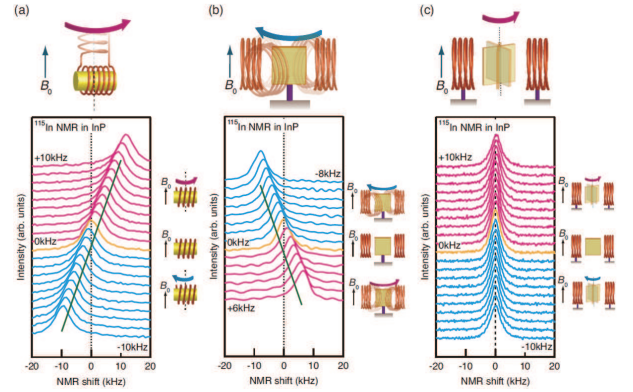 (a)
B0
115In NMR in InP
+10kHz
0kHz
-10kHz
B0
B0
B0
Intensity (arb. units)
-20 -10 0 10 20
NMR shift (kHz)
(b)
B0
115In NMR in InP
-8kHz
0kHz
+6kHz
B0
B0
B0
Intensity (arb. units)
-20 -10 0 10 20
NMR shift (kHz)
(c)
B0
115In NMR in InP
+10kHz
0kHz
-10kHz
B0
B0
B0
Intensity (arb. units)
-20 -10 0 10 20
NMR shift (kHz)